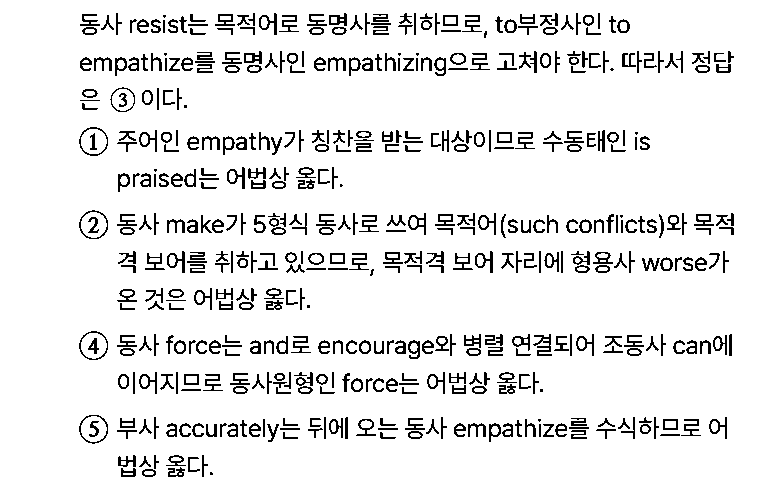 동사 resist는 목적어로 동명사를 취하므로, to부정사인 to
empathize를 동명사인 empathizing으로 고쳐야 한다. 따라서 정답
은 ③이다.
① 주어인 empathy가 칭찬을 받는 대상이므로 수동태인 is
praised는 어법상 옳다.
② 동사 make가 5형식 동사로 쓰여 목적어(such conflicts)와 목적
격 보어를 취하고 있으므로, 목적격 보어 자리에 형용사 worse가
온 것은 어법상 옳다.
④ 동사 force는 and로 encourage와 병렬 연결되어 조동사 can에
이어지므로 동사원형인 force는 어법상 옳다.
⑤ 부사 accurately는 뒤에 오는 동사 empathize를 수식하므로 어
법상 옳다.